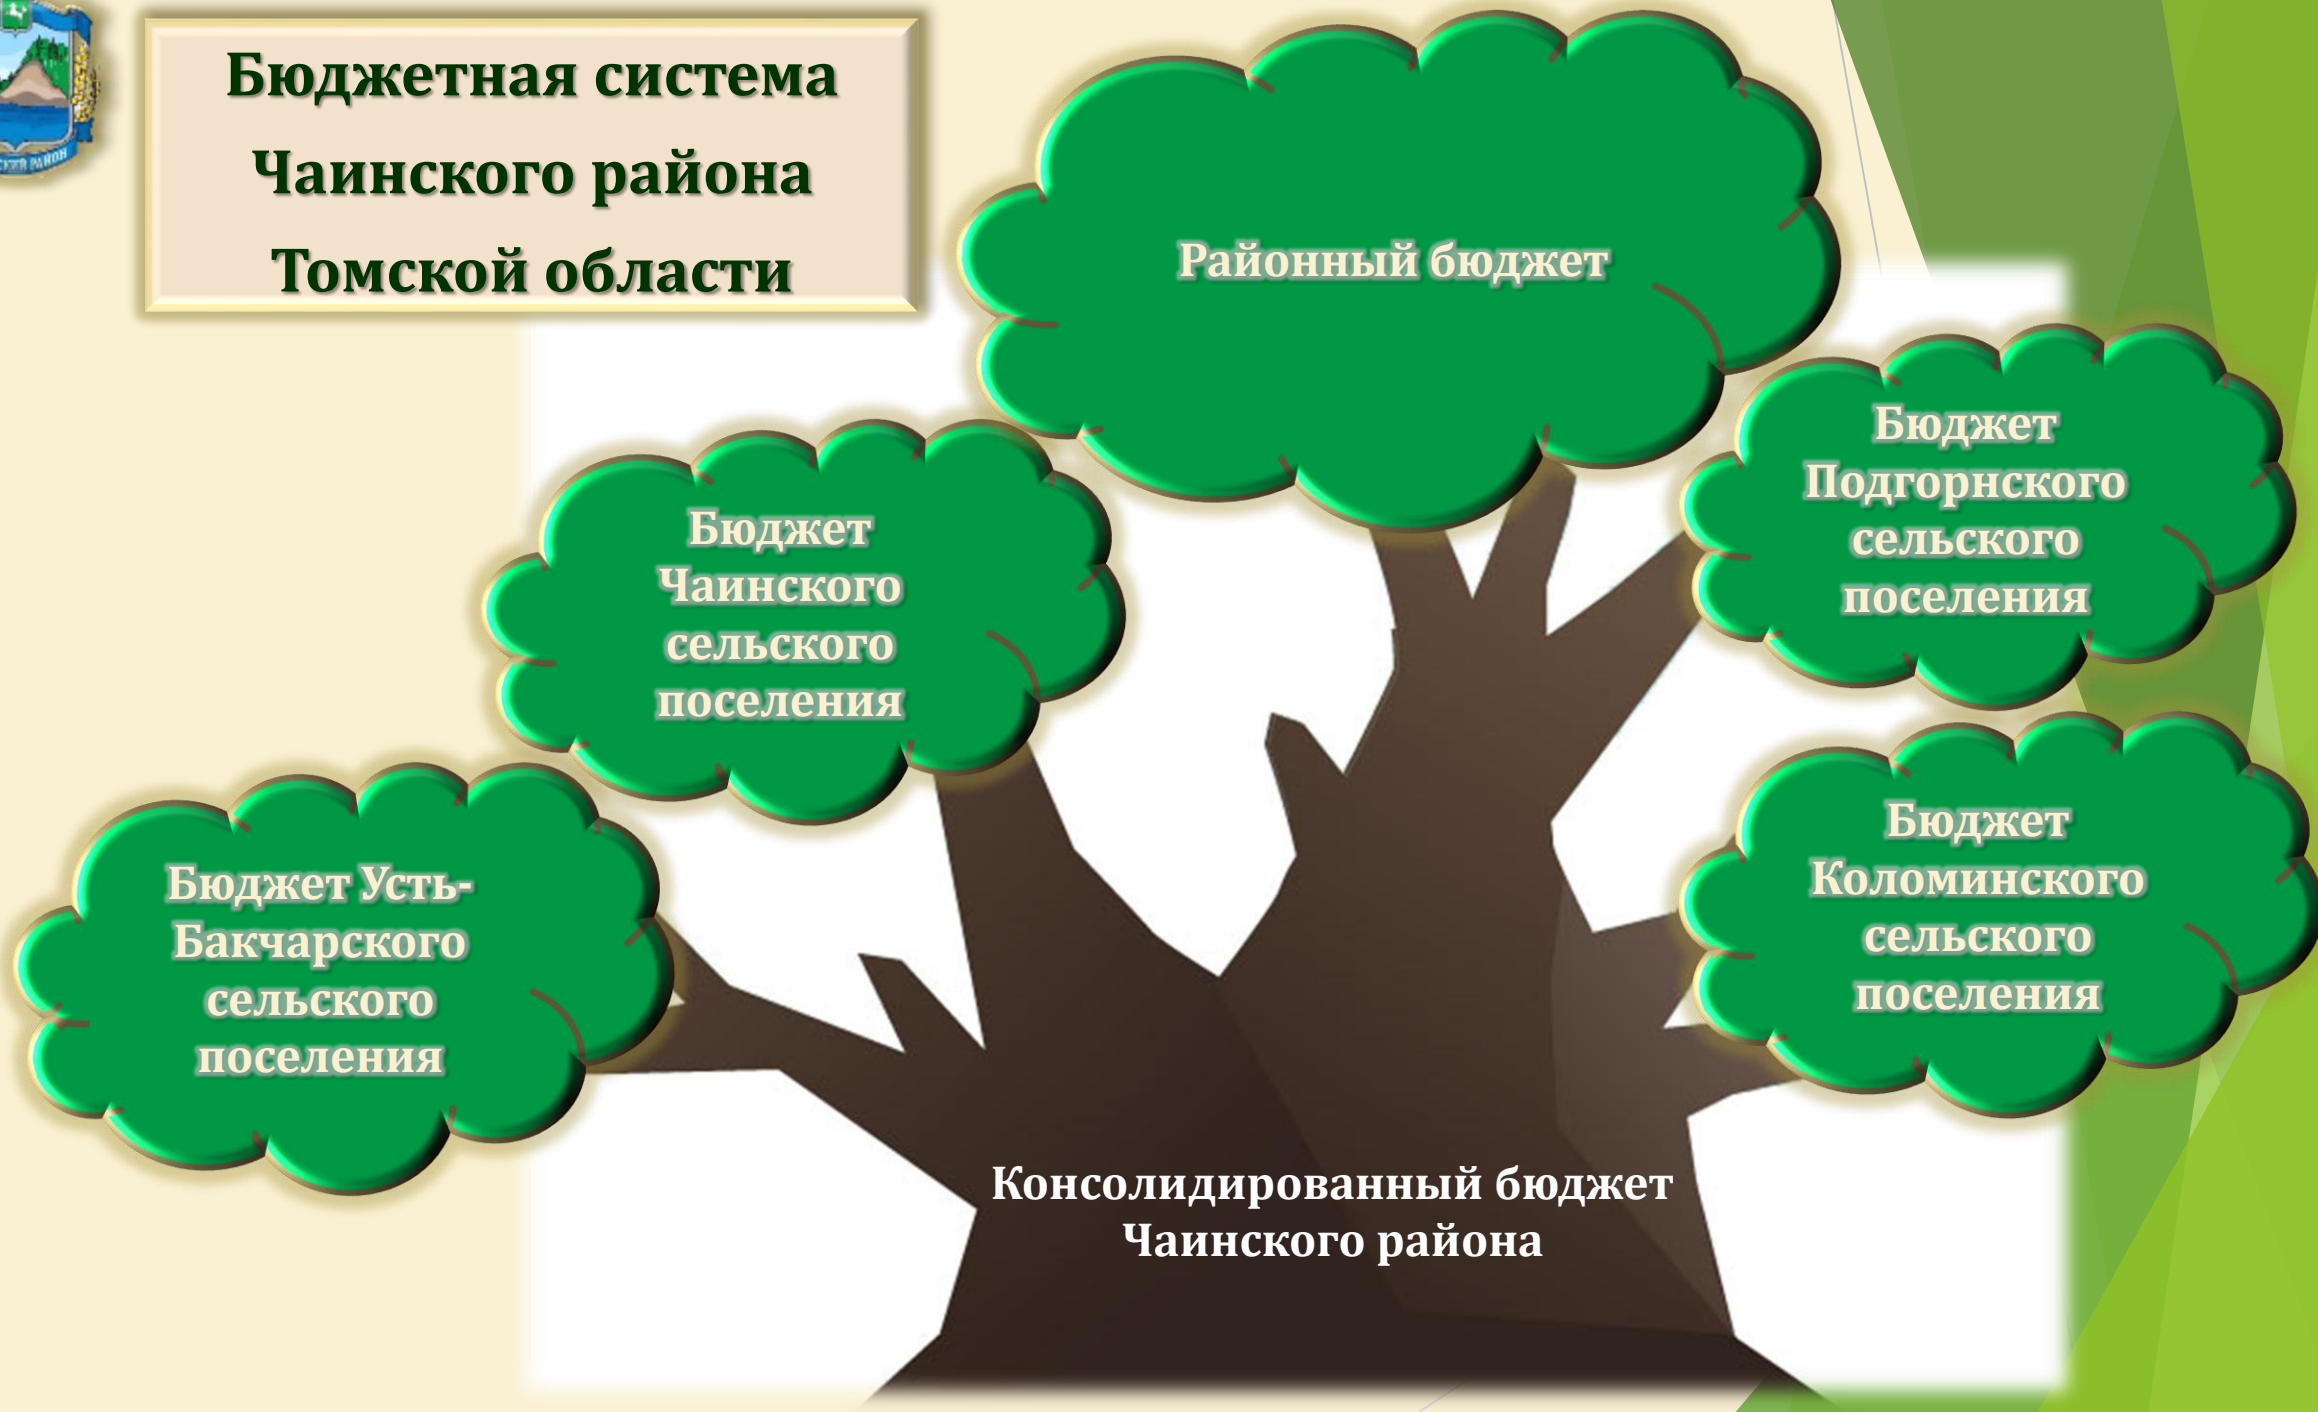 Бюджетная система
Чаинского района
Томской области
Районный бюджет
Бюджет
Подгорнского
сельского
поселения
Бюджет
Чаинского
сельского
поселения
Бюджет
Коломинского
сельского
поселения
Бюджет Усть-
Бакчарского
сельского
поселения
Консолидированный бюджет
Чаинского района
РАЙОН